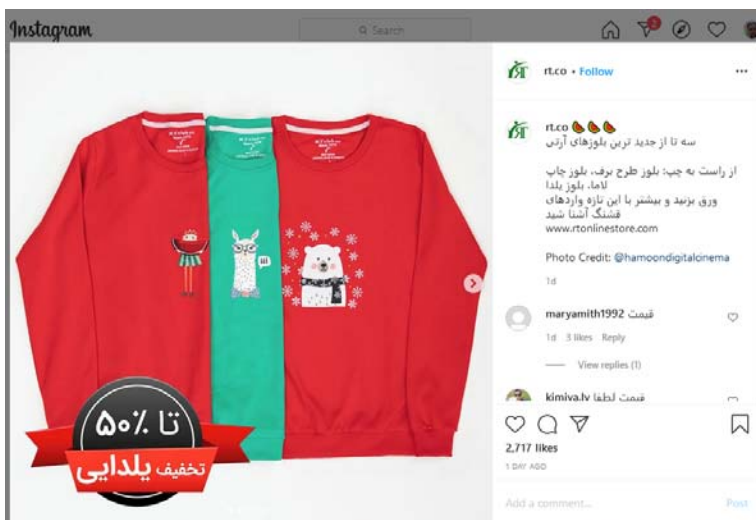 Instagram
Search
2
rt.co • Follow
rt.co 🍉🍉🍉
سه تا از جدید ترین بلوزهای آرتی
از راست به چپ: بلوز طرح برف، بلوز چاپ
لاما، بلوز یلدا
ورق بزنید و بیشتر با این تازه واردهای
قشنگ آشنا شید
www.rtonlinestore.com
Photo Credit: @hamoondigitalcinema
1d
maryamith1992 قیمت
1d 3 likes Reply
View replies (1)
kimiya.ly قیمت لطفا
2,717 likes
1 DAY AGO
Add a comment...
Post
تا ۵۰٪
تخفیف یلدایی